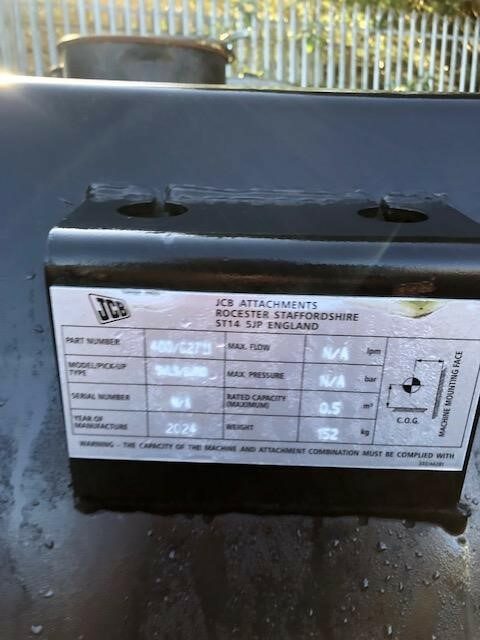 JCB
JCB ATTACHMENTS
ROCESTER STAFFORDSHIRE
ST14 5JP ENGLAND
PART NUMBER MAX. FLOW N/A lpm
MODEL/PICK-UP TYPE MAX. PRESSURE N/A bar
SERIAL NUMBER RATED CAPACITY (MAXIMUM) 0.5 m³
YEAR OF MANUFACTURE 2024 WEIGHT 152 kg
C.O.G.
MACHINE MOUNTING FACE
WARNING - THE CAPACITY OF THE MACHINE AND ATTACHMENT COMBINATION MUST BE COMPLIED WITH